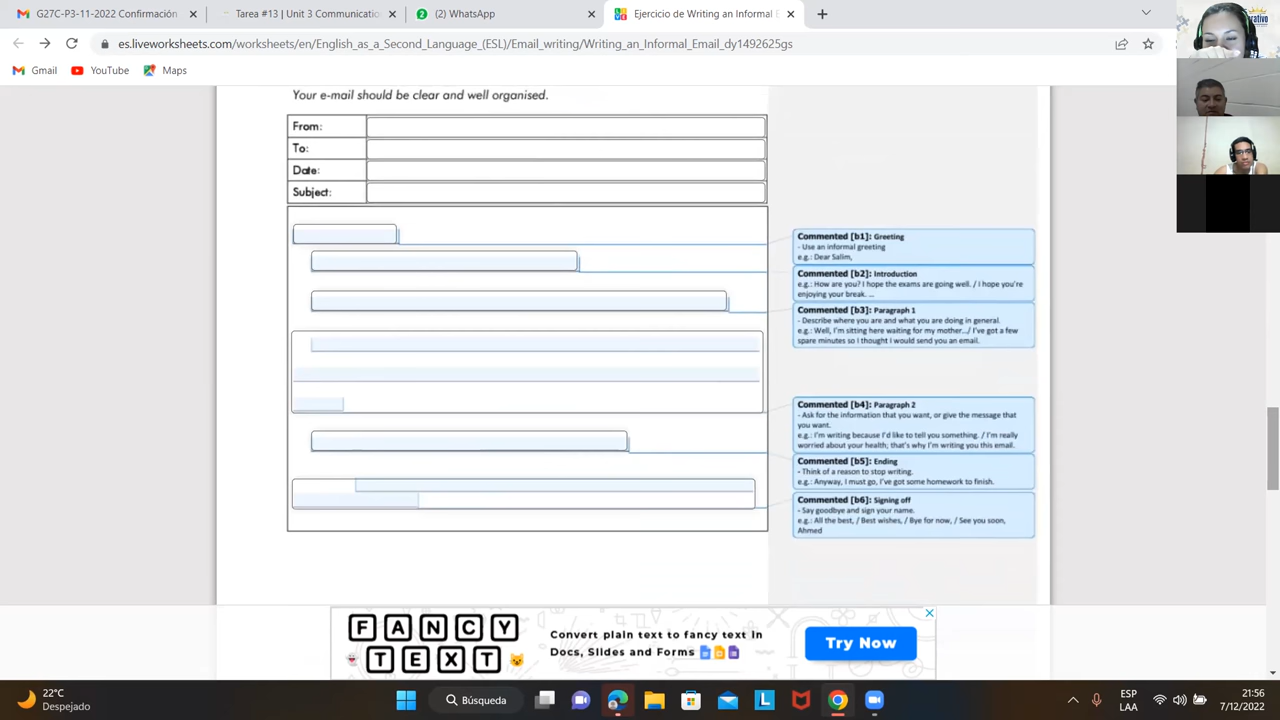 G27C-P3-11-2022 Confirmación
Tarea #13 | Unit 3 Communicatio
(2) WhatsApp
Ejercicio de Writing an Informal E
es.liveworksheets.com/worksheets/en/English_as_a_Second_Language_(ESL)/Writing/Writing_an_Informal_Email_dy1492625gs
Gmail
YouTube
Maps
Your e-mail should be clear and well organised.
From:
To:
Date:
Subject:
Commented [b1]: Greeting
- Use an informal greeting
e.g.: Dear Salim,
Commented [b2]: Introduction
e.g.: How are you? I hope the exams are going well. / I hope you're
enjoying your break. ...
Commented [b3]: Paragraph 1
- Describe where you are and what you are doing in general.
e.g.: Well, I'm sitting here waiting for my mother.../ I've got a few
spare minutes so I thought I would send you an email.
Commented [b4]: Paragraph 2
- Ask for the information that you want, or give the message that
you want.
e.g.: I'm writing because I'd like to tell you something. / I'm really
worried about your health; that's why I'm writing you this email.
Commented [b5]: Ending
- Think of a reason to stop writing.
e.g.: Anyway, I must go, I've got some homework to finish.
Commented [b6]: Signing off
- Say goodbye and sign your name.
e.g.: All the best, / Best wishes, / Bye for now, / See you soon,
Ahmed
FANCY
TEXT
Convert plain text to fancy text in
Docs, Slides and Forms
Try Now
22°C
Despejado
Búsqueda
ESP
LAA
21:56
7/12/2022